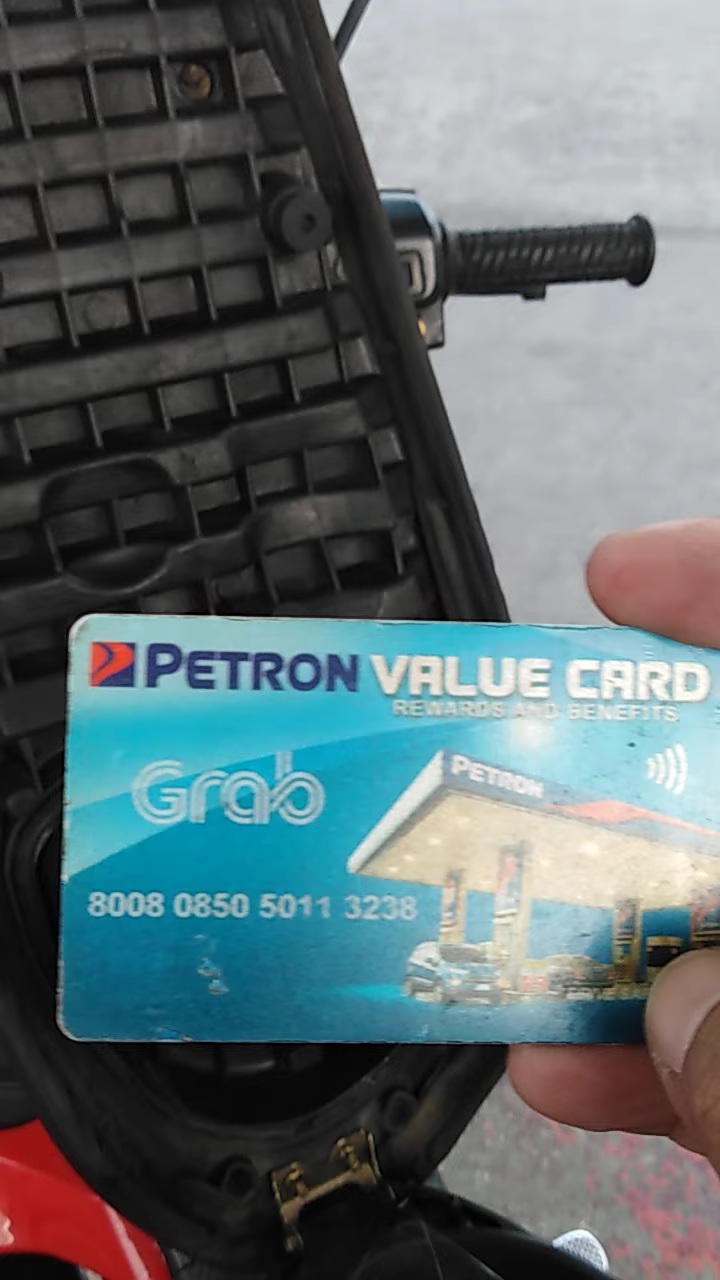 PETRON VALUE CARD
REWARDS AND BENEFITS
Grab
PETRON
8008 0850 5011 3238